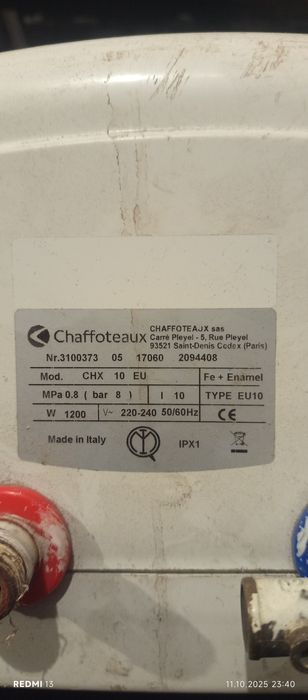 Chaffoteaux
CHAFFOTEAUX sas
Carré Pleyel - 5, Rue Pleyel
93521 Saint-Denis Cedex (Paris)
Nr.3100373 05 17060 2094408
Mod. CHX 10 EU Fe + Enamel
MPa 0.8 ( bar 8 ) l 10 TYPE EU10
W 1200 V~ 220-240 50/60Hz CE
Made in Italy IPX1
REDMI 13 11.10.2025 23:40